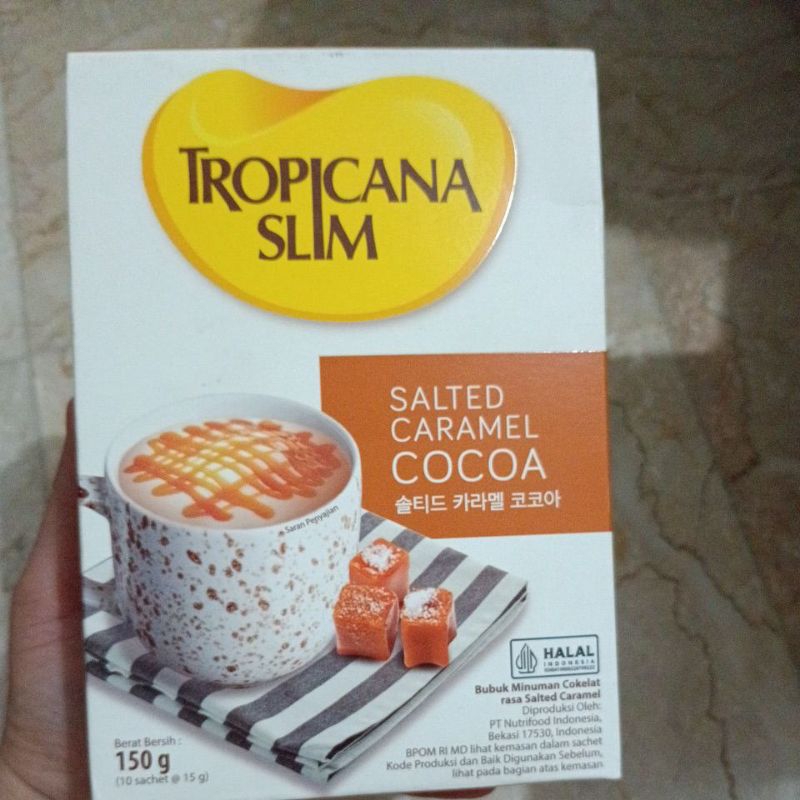 TROPICANA
SLIM
SALTED
CARAMEL
COCOA
솔티드 카라멜 코코아
Saran Penyajian
HALAL
INDONESIA
Bubuk Minuman Cokelat
rasa Salted Caramel
Diproduksi Oleh:
PT Nutrifood Indonesia,
Bekasi 17530, Indonesia
BPOM RI MD lihat kemasan dalam sachet
Kode Produksi dan Baik Digunakan Sebelum,
lihat pada bagian atas kemasan
Berat Bersih :
150 g
(10 sachet @ 15 g)